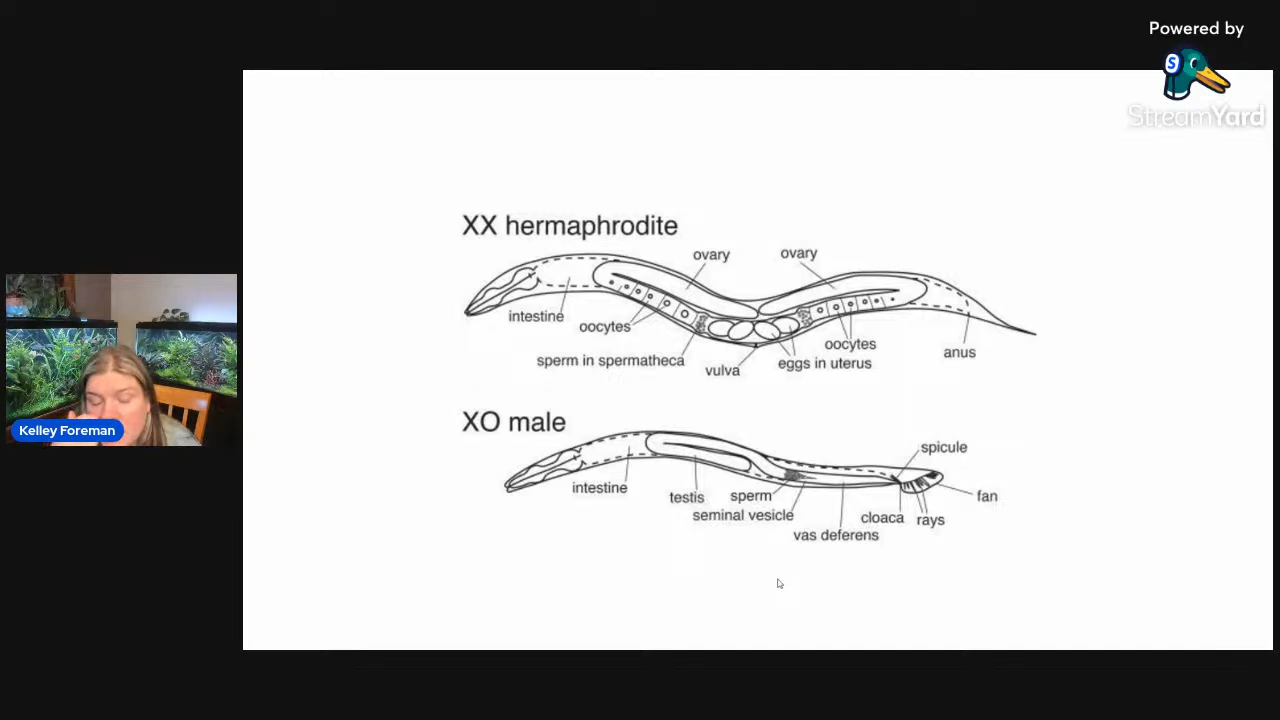 Powered by
S
StreamYard
XX hermaphrodite
ovary
ovary
intestine
oocytes
oocytes
sperm in spermatheca
vulva
eggs in uterus
anus
XO male
spicule
intestine
testis
sperm
fan
seminal vesicle
cloaca
rays
vas deferens
Kelley Foreman